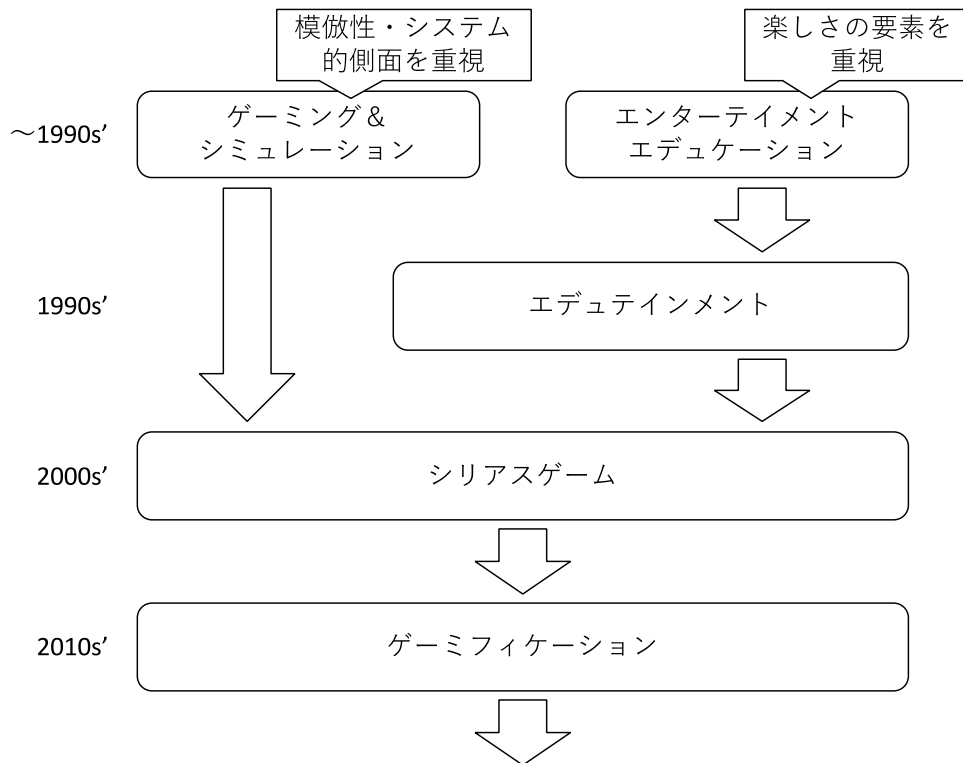 模倣性・システム
的側面を重視
楽しさの要素を
重視
～1990s’
ゲーミング＆
シミュレーション
エンターテイメント
エデュケーション
1990s’
エデュテインメント
2000s’
シリアスゲーム
2010s’
ゲーミフィケーション